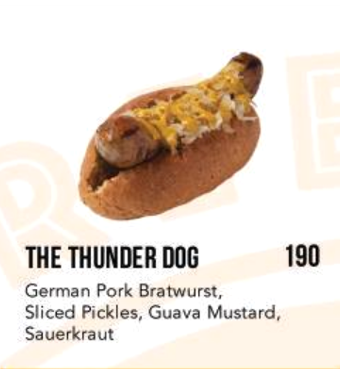 THE THUNDER DOG 190
German Pork Bratwurst,
Sliced Pickles, Guava Mustard,
Sauerkraut